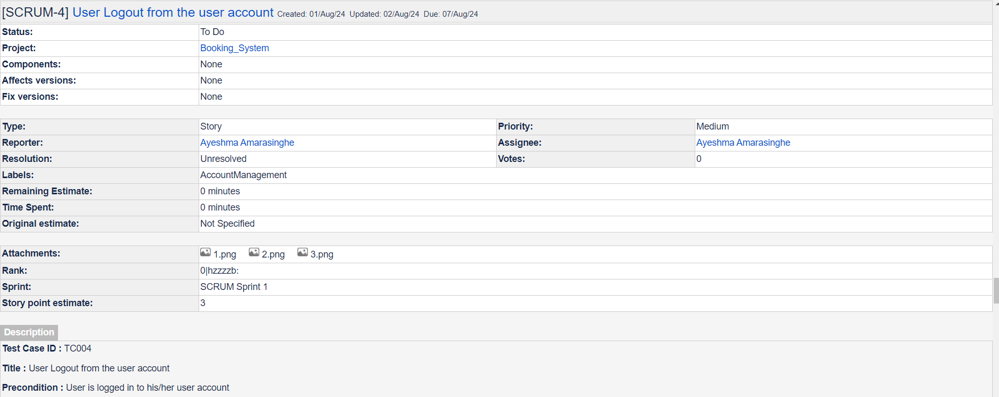 [SCRUM-4] User Logout from the user account Created: 01/Aug/24 Updated: 02/Aug/24 Due: 07/Aug/24
Status: To Do
Project: Booking_System
Components: None
Affects versions: None
Fix versions: None
Type: Story Priority: Medium
Reporter: Ayeshma Amarasinghe Assignee: Ayeshma Amarasinghe
Resolution: Unresolved Votes: 0
Labels: AccountManagement
Remaining Estimate: 0 minutes
Time Spent: 0 minutes
Original estimate: Not Specified
Attachments: 1.png 2.png 3.png
Rank: 0|hzzzzb:
Sprint: SCRUM Sprint 1
Story point estimate: 3
Description
Test Case ID : TC004
Title : User Logout from the user account
Precondition : User is logged in to his/her user account